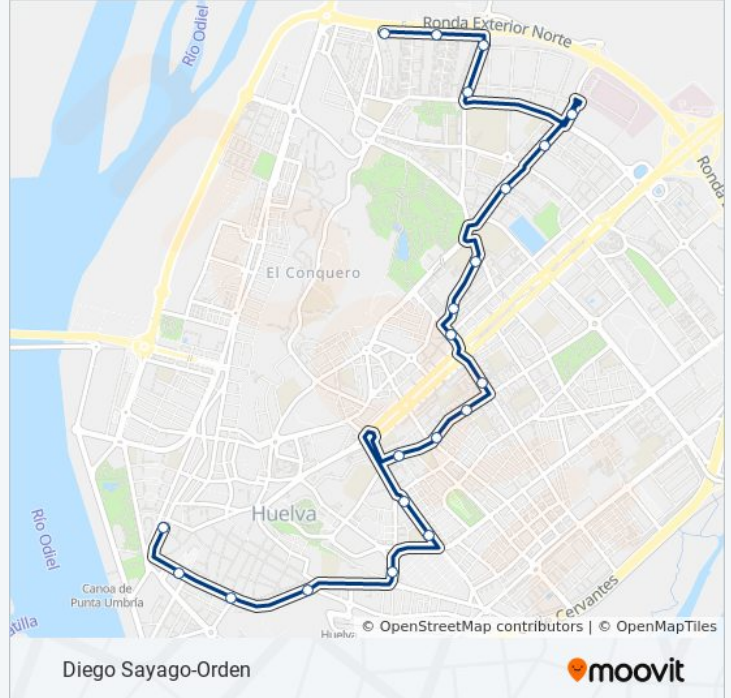 Río Odiel
Ronda Exterior Norte
Ronda
El Conquero
Río Odiel
Huelva
Canoa de
Punta Umbría
Cervantes
Huelva
© OpenStreetMap contributors | © OpenMapTiles
Diego Sayago-Orden
moovit